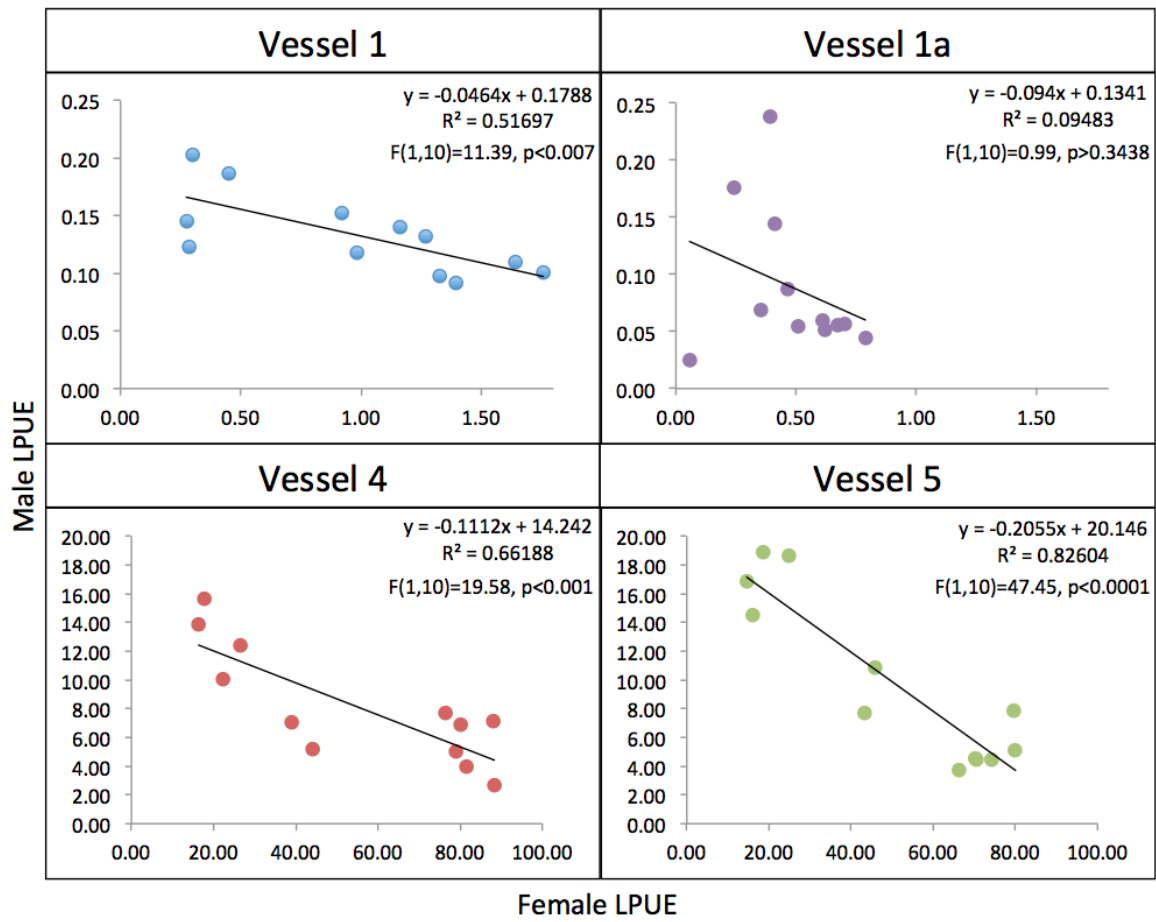 Vessel 1
Vessel 1a
y = -0.0464x + 0.1788
R² = 0.51697
F(1,10)=11.39, p<0.007
0.25
0.20
0.15
0.10
0.05
0.00
0.00 0.50 1.00 1.50
y = -0.094x + 0.1341
R² = 0.09483
F(1,10)=0.99, p>0.3438
0.25
0.20
0.15
0.10
0.05
0.00
0.00 0.50 1.00 1.50
Male LPUE
Vessel 4
Vessel 5
y = -0.1112x + 14.242
R² = 0.66188
F(1,10)=19.58, p<0.001
20.00
18.00
16.00
14.00
12.00
10.00
8.00
6.00
4.00
2.00
0.00
0.00 20.00 40.00 60.00 80.00 100.00
y = -0.2055x + 20.146
R² = 0.82604
F(1,10)=47.45, p<0.0001
20.00
18.00
16.00
14.00
12.00
10.00
8.00
6.00
4.00
2.00
0.00
0.00 20.00 40.00 60.00 80.00 100.00
Female LPUE